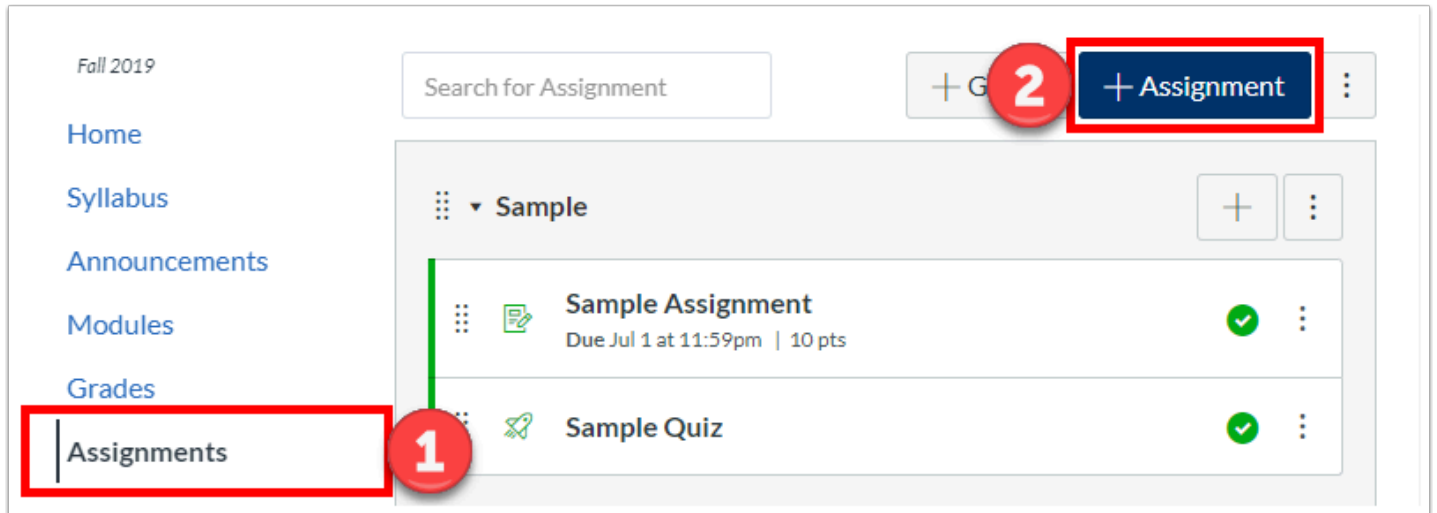 Fall 2019
Home
Syllabus
Announcements
Modules
Grades
Assignments
1
Search for Assignment
+ G
2
+ Assignment
Sample
Sample Assignment
Due Jul 1 at 11:59pm | 10 pts
Sample Quiz